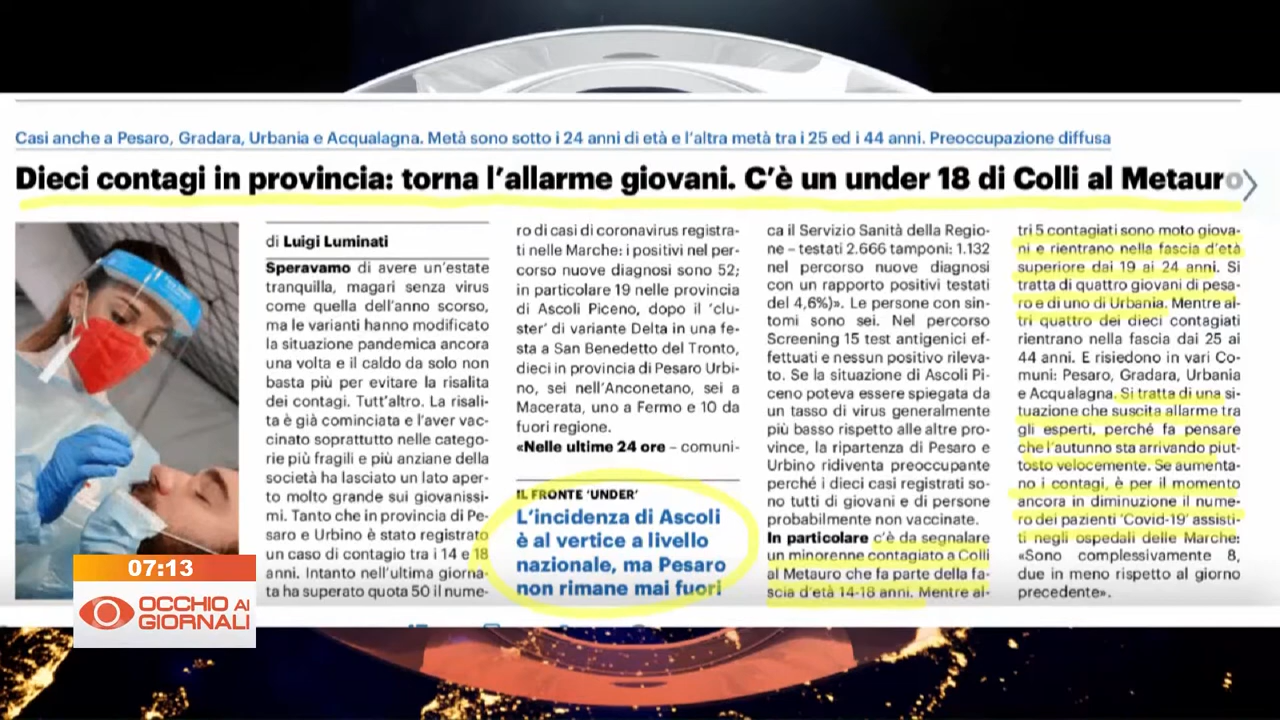 Casi anche a Pesaro, Gradara, Urbania e Acqualagna. Metà sono sotto i 24 anni di età e l'altra metà tra i 25 ed i 44 anni. Preoccupazione diffusa
Dieci contagi in provincia: torna l'allarme giovani. C'è un under 18 di Colli al Metauro
di Luigi Luminati
Speravamo di avere un'estate
tranquilla, magari senza virus
come quella dell'anno scorso,
ma le varianti hanno modificato
la situazione pandemica ancora
una volta e il caldo da solo non
basta più per evitare la risalita
dei contagi. Tutt'altro. La risali-
ta è già cominciata e l'aver vac-
cinato soprattutto nelle catego-
rie più fragili e più anziane della
società ha lasciato un lato aper-
to molto grande sui giovanissi-
mi. Tanto che in provincia di Pe-
saro e Urbino è stato registrato
un caso di contagio tra i 14 e 18
anni. Intanto nell'ultima giorna-
ta ha superato quota 50 il nume-
ro di casi di coronavirus registra-
ti nelle Marche: i positivi nel per-
corso nuove diagnosi sono 52;
in particolare 19 nelle provincia
di Ascoli Piceno, dopo il 'clu-
ster' di variante Delta in una fe-
sta a San Benedetto del Tronto,
dieci in provincia di Pesaro Urbi-
no, sei nell'Anconetano, sei a
Macerata, uno a Fermo e 10 da
fuori regione.
«Nelle ultime 24 ore – comuni-
IL FRONTE 'UNDER'
L'incidenza di Ascoli
è al vertice a livello
nazionale, ma Pesaro
non rimane mai fuori
ca il Servizio Sanità della Regio-
ne – testati 2.666 tamponi: 1.132
nel percorso nuove diagnosi
con un rapporto positivi testati
del 4,6%)». Le persone con sin-
tomi sono sei. Nel percorso
Screening 15 test antigenici ef-
fettuati e nessun positivo rileva-
to. Se la situazione di Ascoli Pi-
ceno poteva essere spiegata da
un tasso di virus generalmente
più basso rispetto alle altre pro-
vince, la ripartenza di Pesaro e
Urbino ridiventa preoccupante
perché i dieci casi registrati so-
no tutti di giovani e di persone
probabilmente non vaccinate.
In particolare c'è da segnalare
un minorenne contagiato a Colli
al Metauro che fa parte della fa-
scia d'età 14-18 anni. Mentre al-
tri 5 contagiati sono moto giova-
ni e rientrano nella fascia d'età
superiore dai 19 ai 24 anni. Si
tratta di quattro giovani di pesa-
ro e di uno di Urbania. Mentre al-
tri quattro dei dieci contagiati
rientrano nella fascia dai 25 ai
44 anni. E risiedono in vari Co-
muni: Pesaro, Gradara, Urbania
e Acqualagna. Si tratta di una si-
tuazione che suscita allarme tra
gli esperti, perché fa pensare
che l'autunno sta arrivando piut-
tosto velocemente. Se aumenta-
no i contagi, è per il momento
ancora in diminuzione il nume-
ro dei pazienti 'Covid-19' assisti-
ti negli ospedali delle Marche:
«Sono complessivamente 8,
due in meno rispetto al giorno
precedente».
07:13
OCCHIO AI
GIORNALI